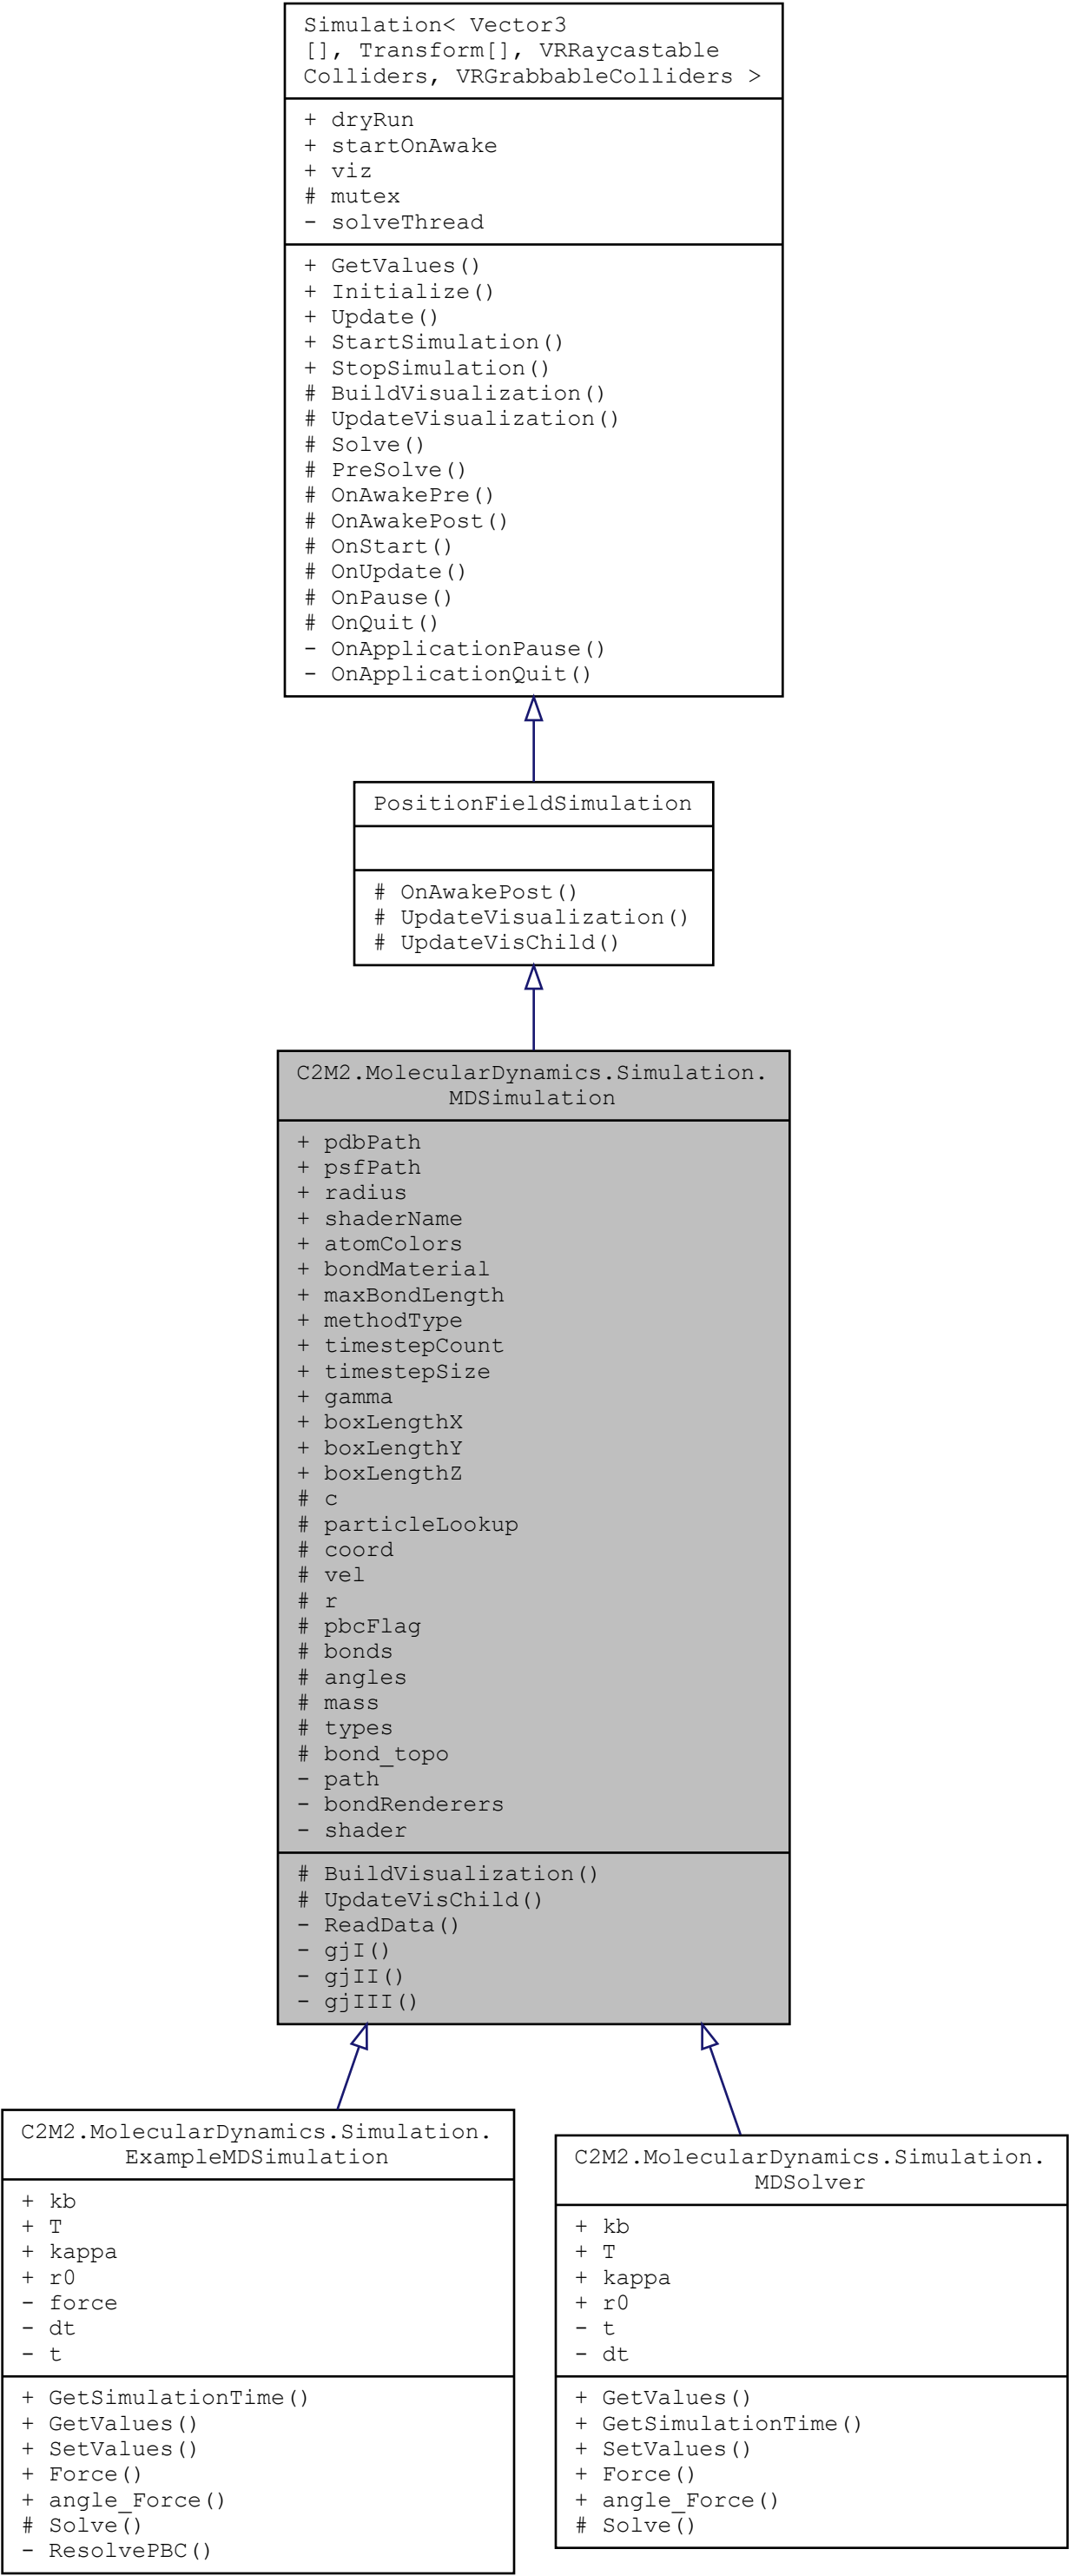 Simulation< Vector3
[], Transform[], VRRaycastable
Colliders, VRGrabbableColliders >
+ dryRun
+ startOnAwake
+ viz
# mutex
- solveThread
+ GetValues()
+ Initialize()
+ Update()
+ StartSimulation()
+ StopSimulation()
# BuildVisualization()
# UpdateVisualization()
# Solve()
# PreSolve()
# OnAwakePre()
# OnAwakePost()
# OnStart()
# OnUpdate()
# OnPause()
# OnQuit()
- OnApplicationPause()
- OnApplicationQuit()
PositionFieldSimulation
# OnAwakePost()
# UpdateVisualization()
# UpdateVisChild()
C2M2.MolecularDynamics.Simulation.
MDSimulation
+ pdbPath
+ psfPath
+ radius
+ shaderName
+ atomColors
+ bondMaterial
+ maxBondLength
+ methodType
+ timestepCount
+ timestepSize
+ gamma
+ boxLengthX
+ boxLengthY
+ boxLengthZ
# c
# particleLookup
# coord
# vel
# r
# pbcFlag
# bonds
# angles
# mass
# types
# bond_topo
- path
- bondRenderers
- shader
# BuildVisualization()
# UpdateVisChild()
- ReadData()
- gjI()
- gjII()
- gjIII()
C2M2.MolecularDynamics.Simulation.
ExampleMDSimulation
+ kb
+ T
+ kappa
+ r0
- force
- dt
- t
+ GetSimulationTime()
+ GetValues()
+ SetValues()
+ Force()
+ angle_Force()
# Solve()
- ResolvePBC()
C2M2.MolecularDynamics.Simulation.
MDSolver
+ kb
+ T
+ kappa
+ r0
- t
- dt
+ GetValues()
+ GetSimulationTime()
+ SetValues()
+ Force()
+ angle_Force()
# Solve()